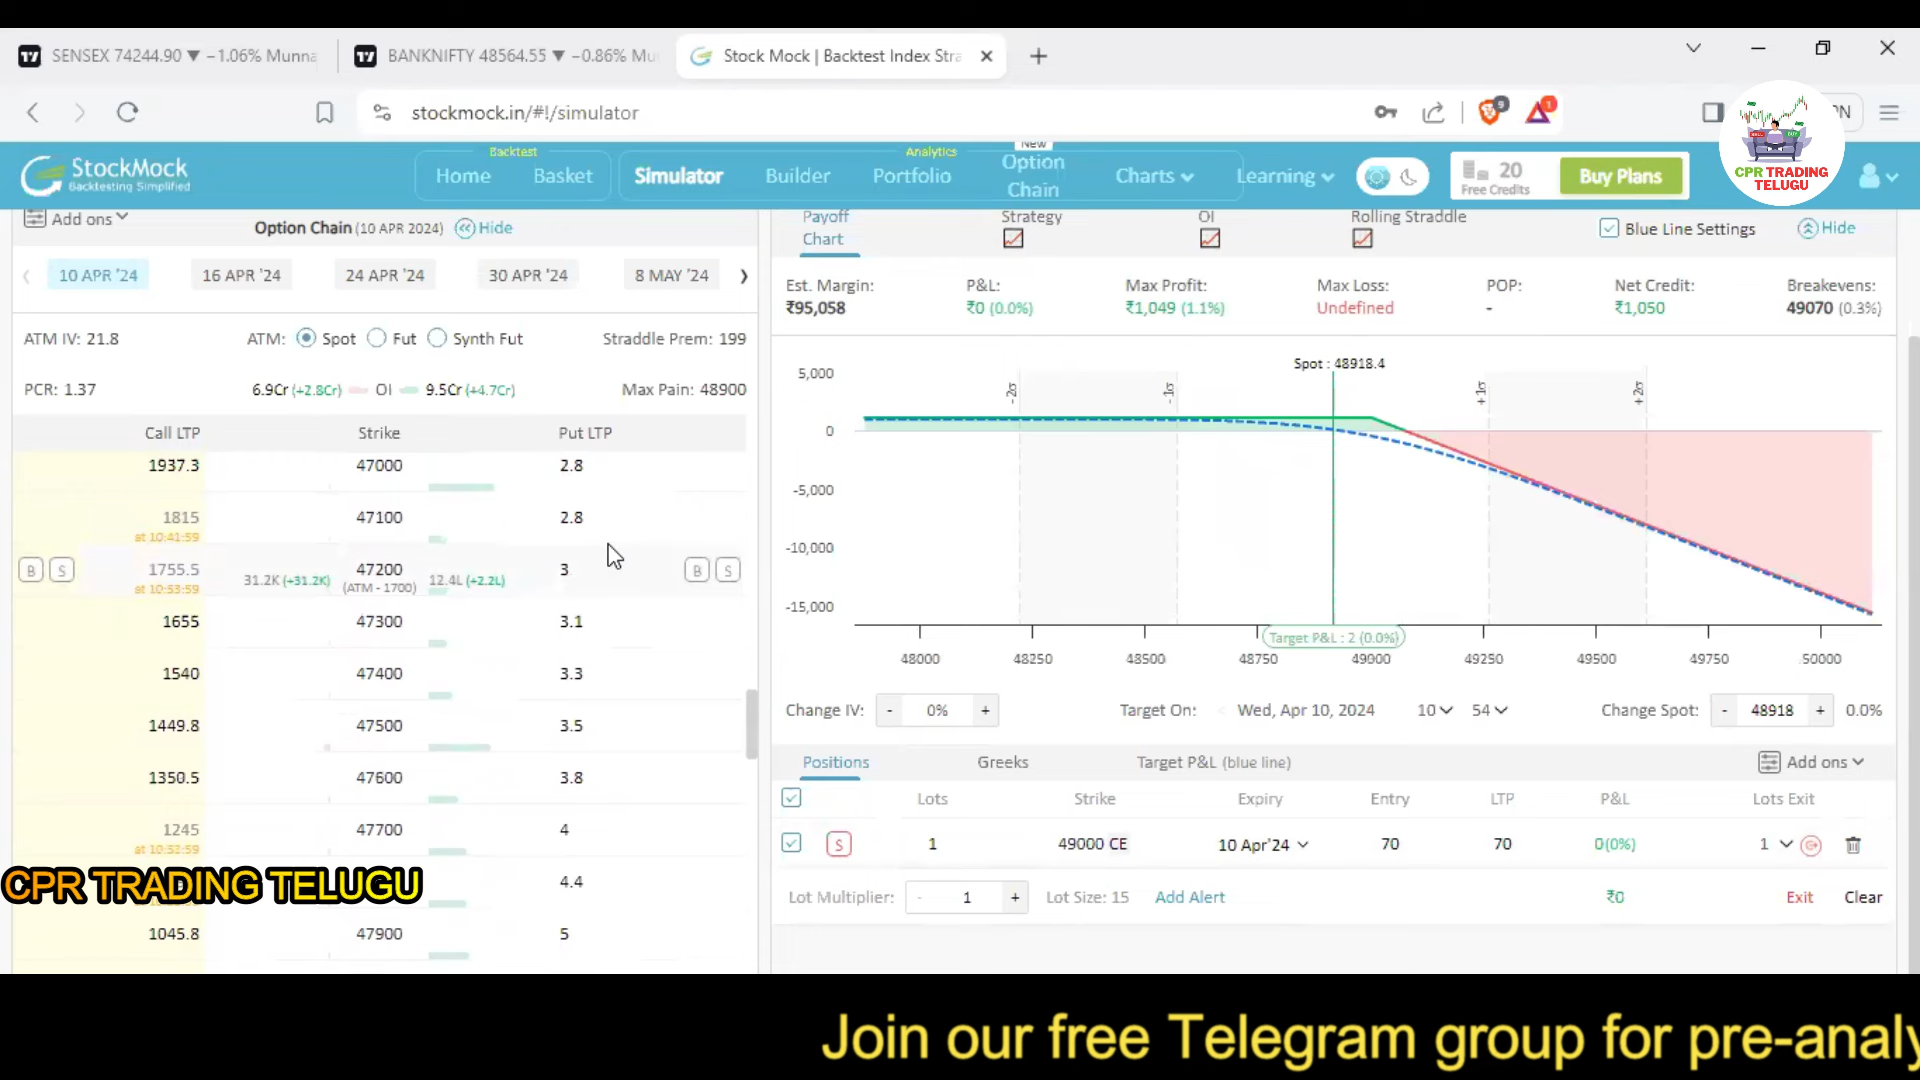 SENSEX 74244.90 ▼ −1.06% Munna
BANKNIFTY 48564.55 ▼ −0.86% Mu
Stock Mock | Backtest Index Stra
stockmock.in/#!/simulator
9
1
PN
StockMock
Backtesting Simplified
Backtest
Home
Basket
Simulator
Builder
Analytics
Portfolio
New
Option
Chain
Charts
Learning
20
Free Credits
Buy Plans
CPR TRADING
TELUGU
Add ons
Option Chain (10 APR 2024)
Hide
10 APR '24
16 APR '24
24 APR '24
30 APR '24
8 MAY '24
ATM IV: 21.8
ATM: Spot Fut Synth Fut
Straddle Prem: 199
PCR: 1.37
6.9Cr (+2.8Cr) OI 9.5Cr (+4.7Cr)
Max Pain: 48900
Call LTP Strike Put LTP
1937.3 47000 2.8
1815 47100 2.8
at 10:41:59
B S 1755.5 47200 3 B S
31.2K (+31.2K) 12.4L (+2.2L)
at 10:53:59 (ATM - 1700)
1655 47300 3.1
1540 47400 3.3
1449.8 47500 3.5
1350.5 47600 3.8
1245 47700 4
at 10:53:59
4.4
1045.8 47900 5
CPR TRADING TELUGU
Payoff
Chart
Strategy
OI
Rolling Straddle
Blue Line Settings
Hide
Est. Margin: P&L: Max Profit: Max Loss: POP: Net Credit: Breakevens:
₹95,058 ₹0 (0.0%) ₹1,049 (1.1%) Undefined - ₹1,050 49070 (0.3%)
Spot : 48918.4
5,000
0
-5,000
-10,000
-15,000
-2σ
-1σ
+1σ
+2σ
Target P&L : 2 (0.0%)
48000 48250 48500 48750 49000 49250 49500 49750 50000
Change IV: - 0% +
Target On: < Wed, Apr 10, 2024 10 54
Change Spot: - 48918 + 0.0%
Positions Greeks Target P&L (blue line) Add ons
Lots Strike Expiry Entry LTP P&L Lots Exit
S 1 49000 CE 10 Apr'24 70 70 0(0%) 1
Lot Multiplier: - 1 + Lot Size: 15 Add Alert ₹0 Exit Clear
Join our free Telegram group for pre-analy